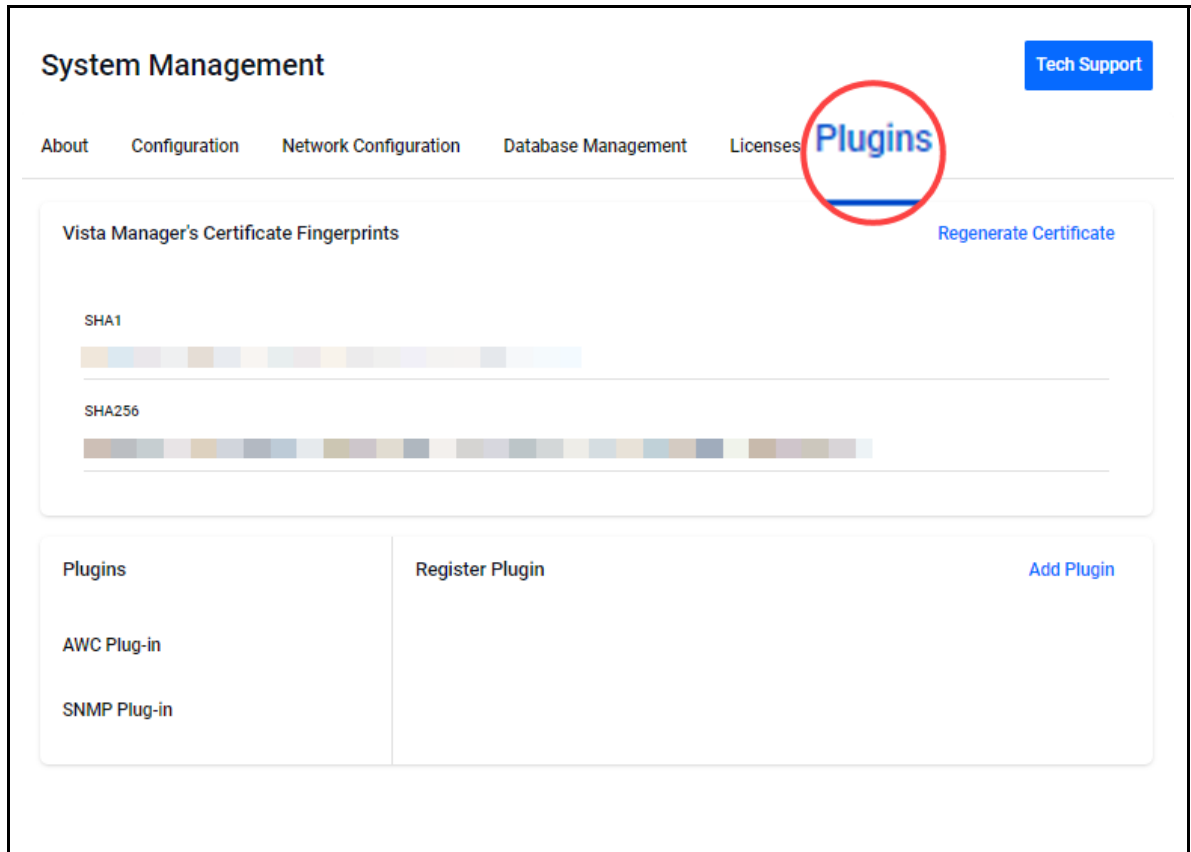 System Management
Tech Support
About Configuration Network Configuration Database Management Licenses Plugins
Vista Manager's Certificate Fingerprints Regenerate Certificate
SHA1
SHA256
Plugins Register Plugin Add Plugin
AWC Plug-in
SNMP Plug-in